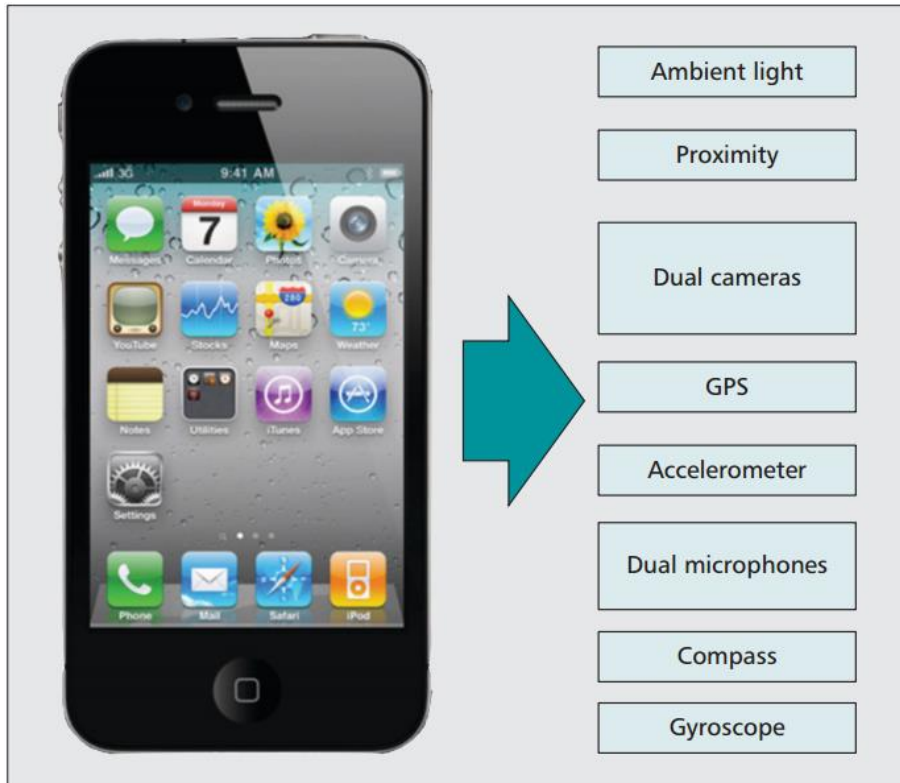 3G 9:41 AM
Monday
7
Messages Calendar Photos Camera
280
73°
YouTube Stocks Maps Weather
Notes Utilities iTunes App Store
Settings
Phone Mail Safari iPod
Ambient light
Proximity
Dual cameras
GPS
Accelerometer
Dual microphones
Compass
Gyroscope